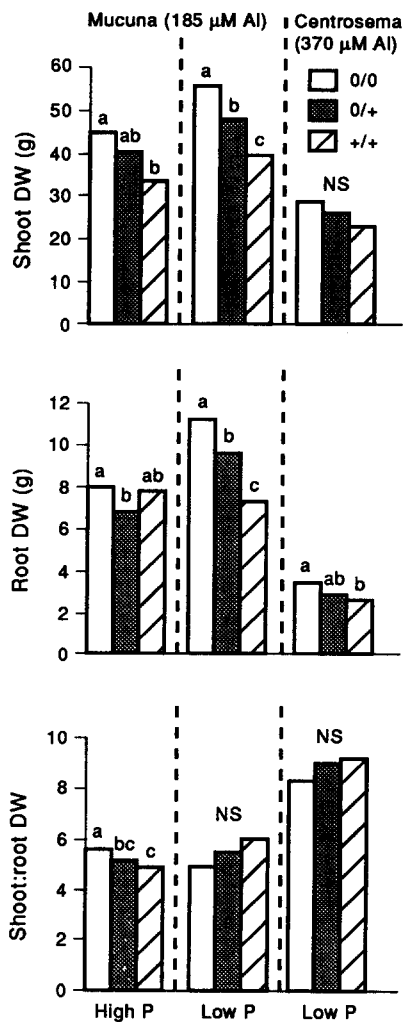 Mucuna (185 µM Al)
Centrosema
(370 µM Al)
0/0
0/+
+/+
Shoot DW (g)
60
50
40
30
20
10
0
a
ab
b
a
b
c
NS
Root DW (g)
12
10
8
6
4
2
0
a
b
ab
a
b
c
a
ab
b
Shoot:root DW
10
8
6
4
2
0
a
bc
c
NS
NS
High P
Low P
Low P